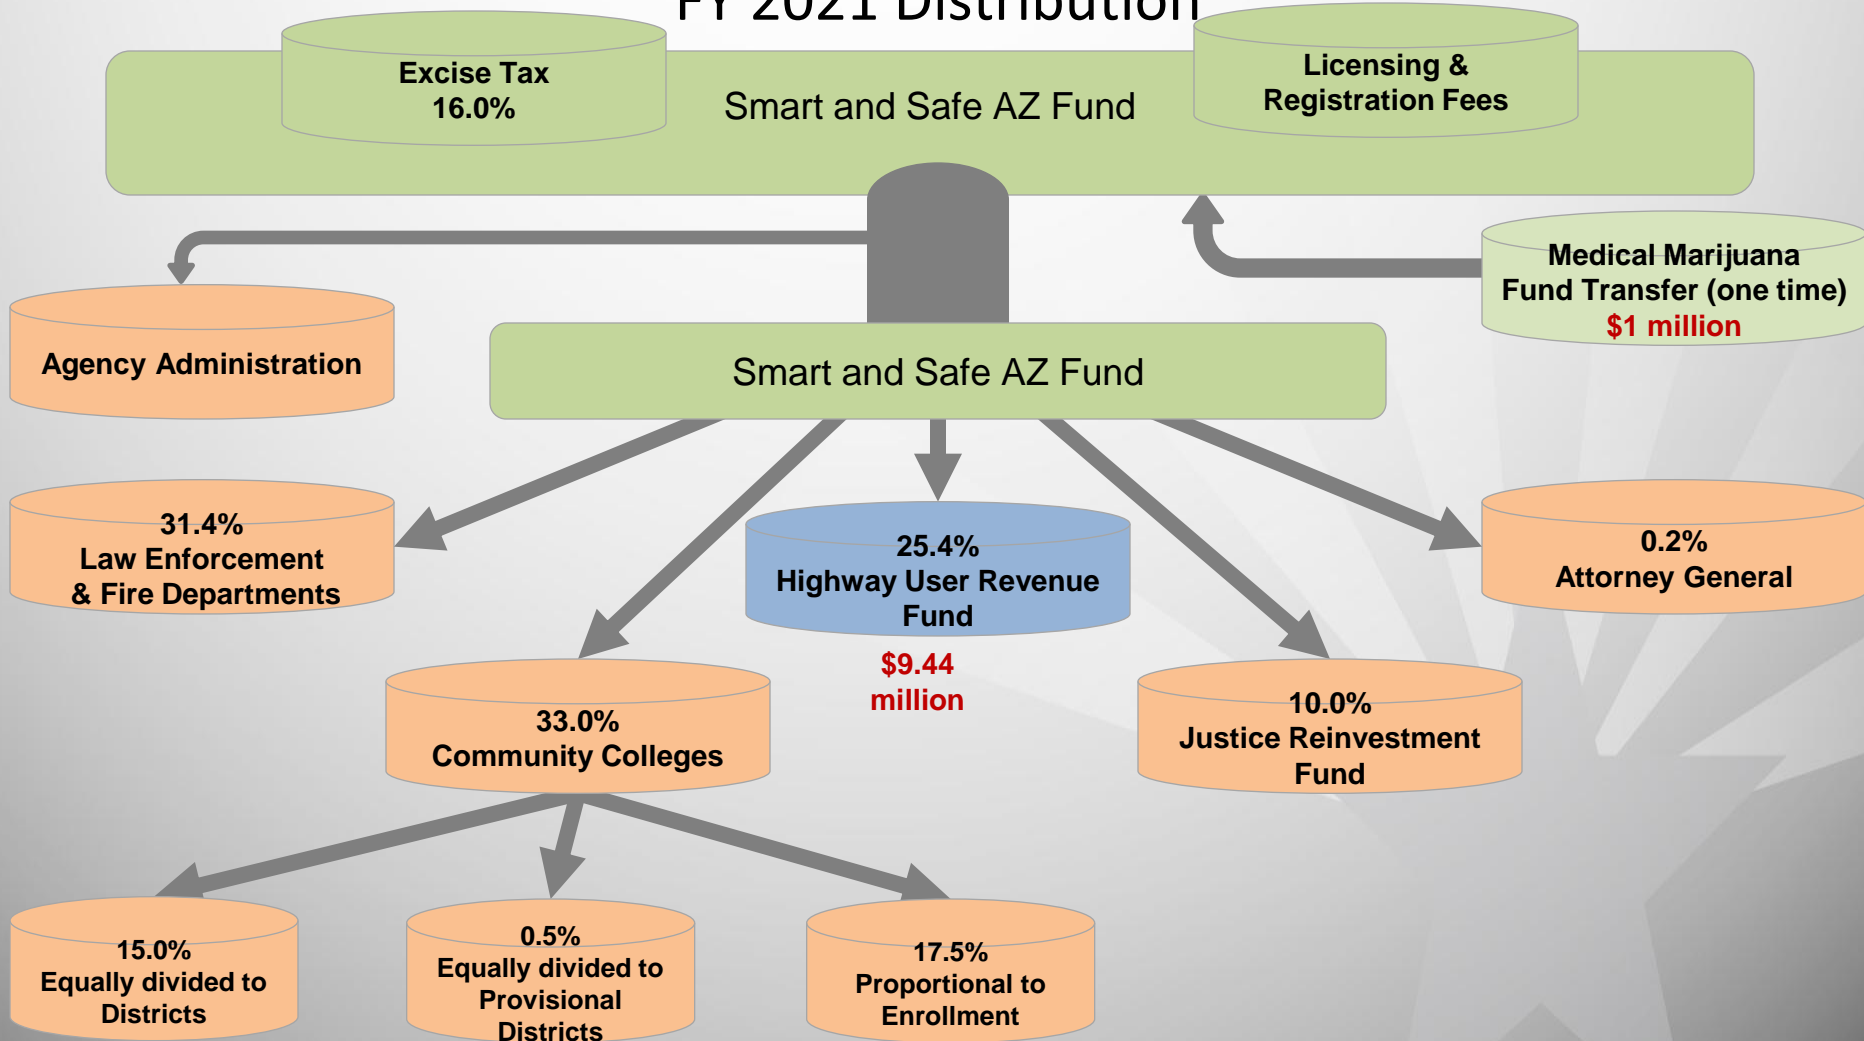 FY 2021 Distribution
Excise Tax
16.0%
Smart and Safe AZ Fund
Licensing &
Registration Fees
Medical Marijuana
Fund Transfer (one time)
$1 million
Agency Administration
Smart and Safe AZ Fund
31.4%
Law Enforcement
& Fire Departments
25.4%
Highway User Revenue
Fund
$9.44
million
0.2%
Attorney General
33.0%
Community Colleges
10.0%
Justice Reinvestment
Fund
15.0%
Equally divided to
Districts
0.5%
Equally divided to
Provisional
Districts
17.5%
Proportional to
Enrollment